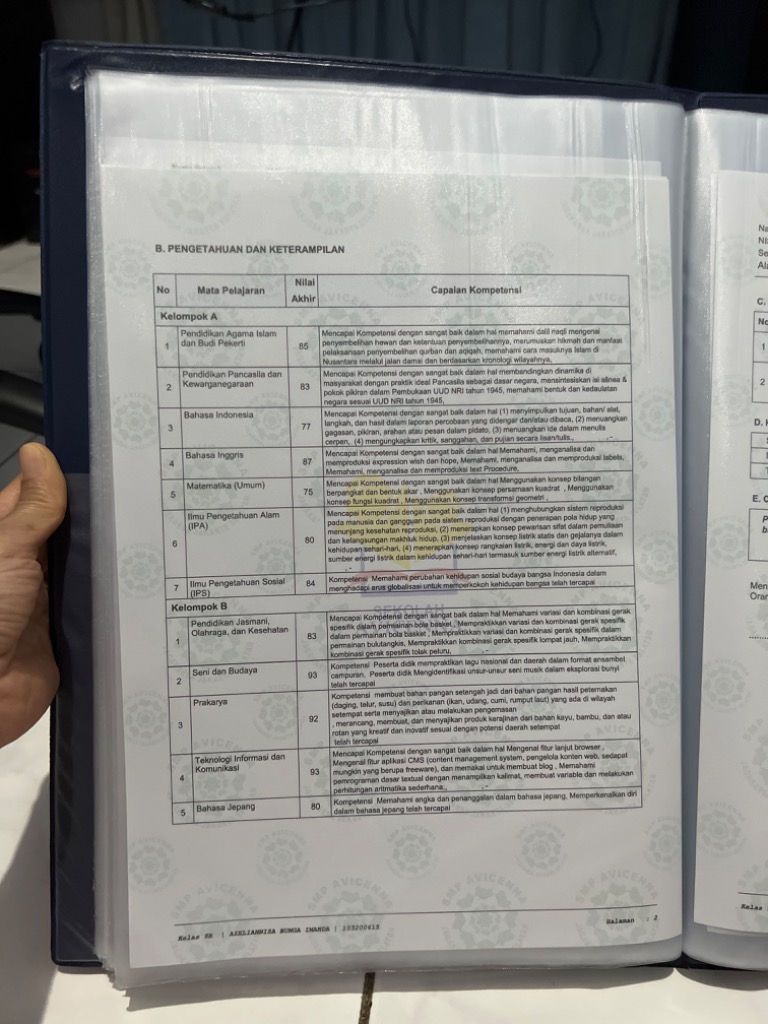 B. PENGETAHUAN DAN KETERAMPILAN
No Mata Pelajaran Nilai Akhir Capaian Kompetensi
Kelompok A
1 Pendidikan Agama Islam dan Budi Pekerti 85
Mencapai Kompetensi dengan sangat baik dalam hal memahami dalil naqli mengenai
penyembelihan hewan dan ketentuan penyembelihannya, merumuskan hikmah dan manfaat
pelaksanaan penyembelihan qurban dan aqiqah, memahami cara masuknya Islam di
Nusantara melalui jalan damai dan berdasarkan kronologi wilayahnya,
2 Pendidikan Pancasila dan Kewarganegaraan 83
Mencapai Kompetensi dengan sangat baik dalam hal membandingkan dinamika di
masyarakat dengan praktik ideal Pancasila sebagai dasar negara, mensintesiskan isi alinea &
pokok pikiran dalam Pembukaan UUD NRI tahun 1945, memahami bentuk dan kedaulatan
negara sesuai UUD NRI tahun 1945,
3 Bahasa Indonesia 77
Mencapai Kompetensi dengan sangat baik dalam hal (1) menyimpulkan tujuan, bahan/ alat,
langkah, dan hasil dalam laporan percobaan yang didengar dan/atau dibaca, (2) menuangkan
gagasan, pikiran, arahan atau pesan dalam pidato, (3) menuangkan ide dalam menulis
cerpen, (4) mengungkapkan kritik, sanggahan, dan pujian secara lisan/tulis.,
4 Bahasa Inggris 87
Mencapai Kompetensi dengan sangat baik dalam hal Memahami, menganalisa dan
memproduksi expression wish and hope, Memahami, menganalisa dan memproduksi labels,
Memahami, menganalisa dan memproduksi text Procedure,
5 Matematika (Umum) 75
Mencapai Kompetensi dengan sangat baik dalam hal Menggunakan konsep bilangan
berpangkat dan bentuk akar , Menggunakan konsep persamaan kuadrat , Menggunakan
konsep fungsi kuadrat , Menggunakan konsep transformasi geometri ,
6 Ilmu Pengetahuan Alam (IPA) 80
Mencapai Kompetensi dengan sangat baik dalam hal (1) menghubungkan sistem reproduksi
pada manusia dan gangguan pada sistem reproduksi dengan penerapan pola hidup yang
menunjang kesehatan reproduksi, (2) menerapkan konsep pewarisan sifat dalam pemuliaan
dan kelangsungan makhluk hidup, (3) menjelaskan konsep listrik statis dan gejalanya dalam
kehidupan sehari-hari, (4) menerapkan konsep rangkaian listrik, energi dan daya listrik,
sumber energi listrik dalam kehidupan sehari-hari termasuk sumber energi listrik alternatif,
7 Ilmu Pengetahuan Sosial (IPS) 84
Kompetensi Memahami perubahan kehidupan sosial budaya bangsa Indonesia dalam
menghadapi arus globalisasi untuk memperkokoh kehidupan bangsa telah tercapai
Kelompok B
1 Pendidikan Jasmani, Olahraga, dan Kesehatan 83
Mencapai Kompetensi dengan sangat baik dalam hal Memahami variasi dan kombinasi gerak
spesifik dalam permainan bola basket , Mempraktikkan variasi dan kombinasi gerak spesifik
dalam permainan bola basket , Mempraktikkan variasi dan kombinasi gerak spesifik dalam
permainan bulutangkis, Mempraktikkan kombinasi gerak spesifik lompat jauh, Mempraktikkan
kombinasi gerak spesifik tolak peluru,
2 Seni dan Budaya 93
Kompetensi Peserta didik mempraktikan lagu nasional dan daerah dalam format ansambel
campuran, Peserta didik Mengidentifikasi unsur-unsur seni musik dalam eksplorasi bunyi
telah tercapai
3 Prakarya 92
Kompetensi membuat bahan pangan setengah jadi dari bahan pangan hasil peternakan
(daging, telur, susu) dan perikanan (ikan, udang, cumi, rumput laut) yang ada di wilayah
setempat serta menyajikan atau melakukan pengemasan
, merancang, membuat, dan menyajikan produk kerajinan dari bahan kayu, bambu, dan atau
rotan yang kreatif dan inovatif sesuai dengan potensi daerah setempat
telah tercapai
4 Teknologi Informasi dan Komunikasi 93
Mencapai Kompetensi dengan sangat baik dalam hal Mengenal fitur lanjut browser ,
Mengenal fitur aplikasi CMS (content management system, pengelola konten web, sedapat
mungkin yang berupa freeware), dan memakai untuk membuat blog , Memahami
pemrograman dasar textual dengan menampilkan kalimat, membuat variable dan melakukan
perhitungan aritmatika sederhana.,
5 Bahasa Jepang 80
Kompetensi Memahami angka dan penanggalan dalam bahasa jepang, Memperkenalkan diri
dalam bahasa jepang telah tercapai
SEKOLAH
SMP AVICENNA
Halaman : 2
C.
No
1
2
D.
E.
Kelas